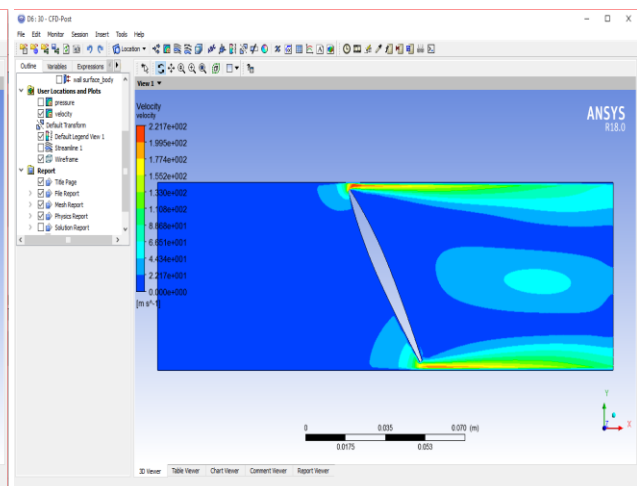 D6: 30 - CFD-Post
File Edit Monitor Session Insert Tools Help
Location
Outline Variables Expressions
wall surface_body
User Locations and Plots
pressure
velocity
Default Transform
Default Legend View 1
Streamline 1
Wireframe
Report
Title Page
File Report
Mesh Report
Physics Report
Solution Report
View 1
Velocity
velocity
2.217e+002
1.995e+002
1.774e+002
1.552e+002
1.330e+002
1.108e+002
8.868e+001
6.651e+001
4.434e+001
2.217e+001
0.000e+000
[m s^-1]
ANSYS
R18.0
Y
Z X
0 0.035 0.070 (m)
0.0175 0.053
3D Viewer Table Viewer Chart Viewer Comment Viewer Report Viewer